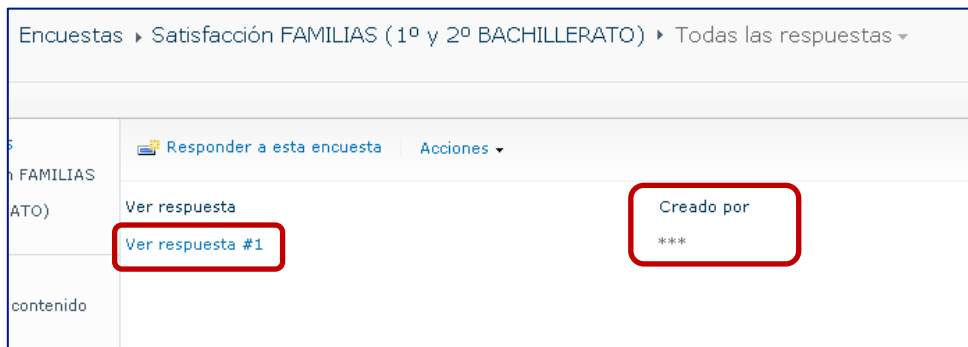 Encuestas ▸ Satisfacción FAMILIAS (1º y 2º BACHILLERATO) ▸ Todas las respuestas
Responder a esta encuesta Acciones
FAMILIAS
ATO)
Ver respuesta Creado por
Ver respuesta #1 ***
contenido